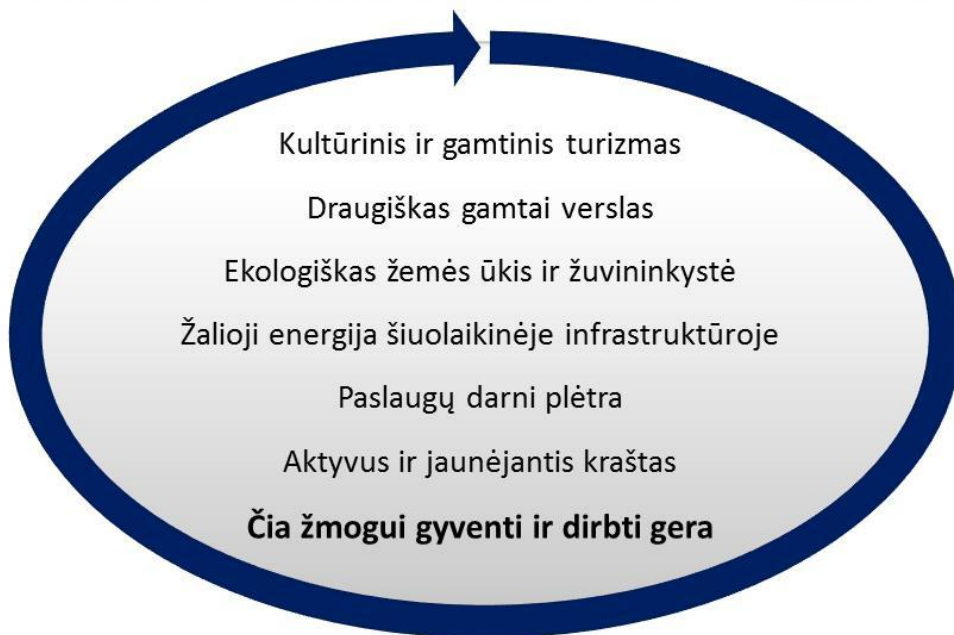 Kultūrinis ir gamtinis turizmas
Draugiškas gamtai verslas
Ekologiškas žemės ūkis ir žuvininkystė
Žalioji energija šiuolaikinėje infrastruktūroje
Paslaugų darni plėtra
Aktyvus ir jaunėjantis kraštas
Čia žmogui gyventi ir dirbti gera